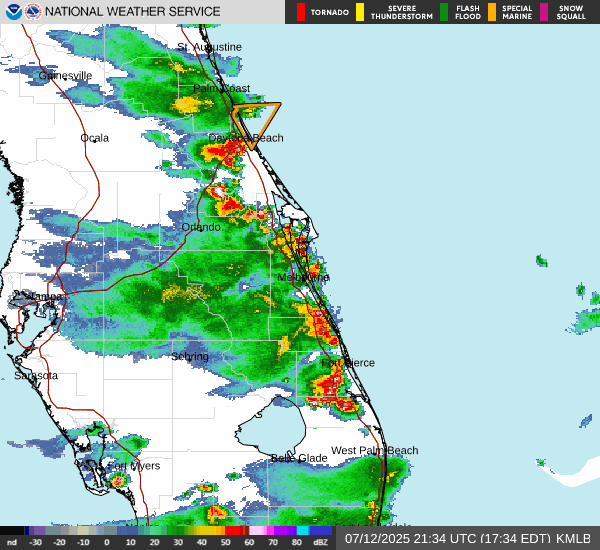 NATIONAL WEATHER SERVICE
TORNADO
SEVERE THUNDERSTORM
FLASH FLOOD
SPECIAL MARINE
SNOW SQUALL
St. Augustine
Gainesville
Palm Coast
Ocala
Daytona Beach
Orlando
Melbourne
Tampa
Sebring
Fort Pierce
Sarasota
West Palm Beach
Belle Glade
Fort Myers
nd -30 -20 -10 0 10 20 30 40 50 60 70 80 dBZ
07/12/2025 21:34 UTC (17:34 EDT) KMLB